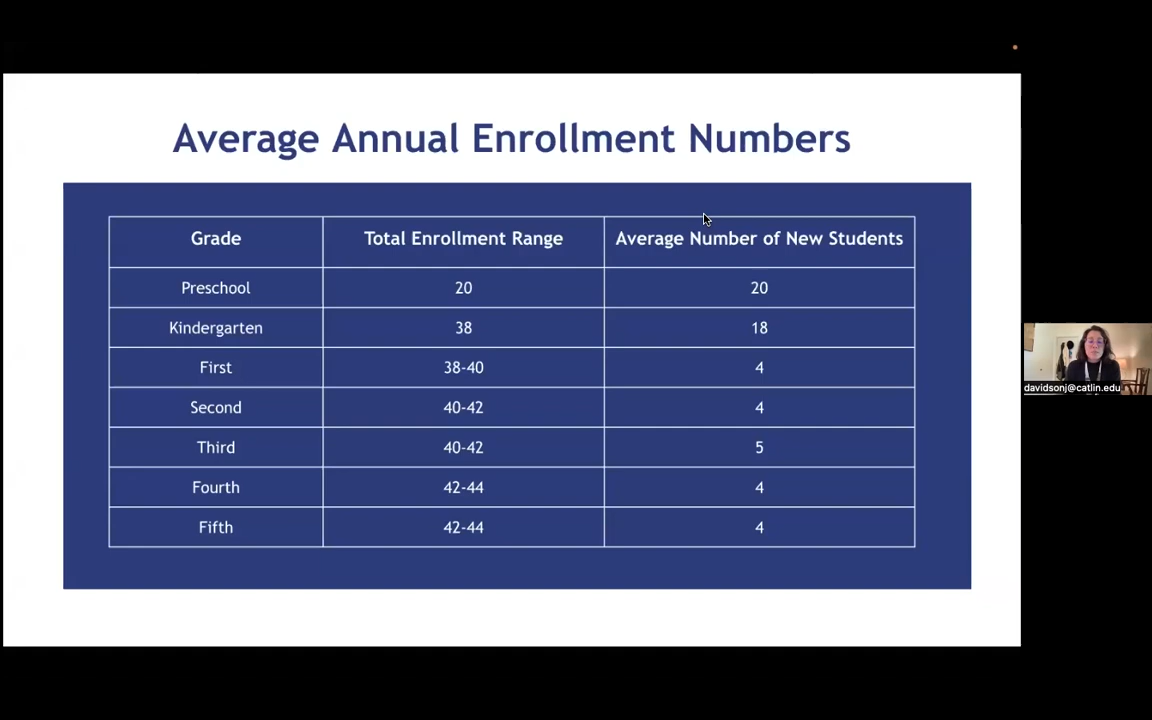 Average Annual Enrollment Numbers
Grade Total Enrollment Range Average Number of New Students
Preschool 20 20
Kindergarten 38 18
First 38-40 4
Second 40-42 4
Third 40-42 5
Fourth 42-44 4
Fifth 42-44 4
davidsonj@catlin.edu